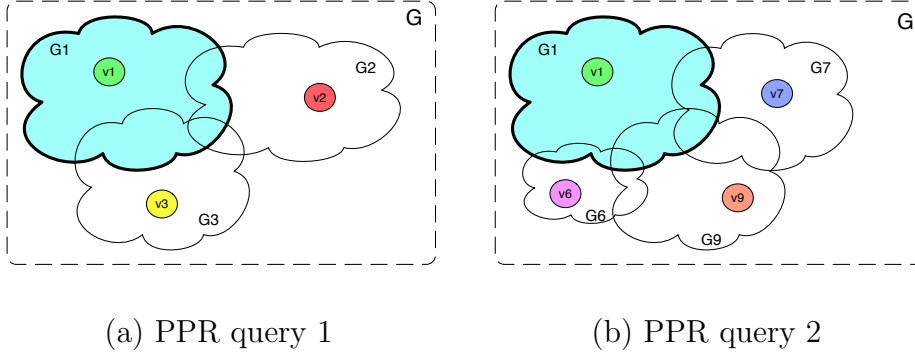 G
G1
v1
G2
v2
v3
G3
(a) PPR query 1
G
G1
v1
G7
v7
v6
G6
v9
G9
(b) PPR query 2